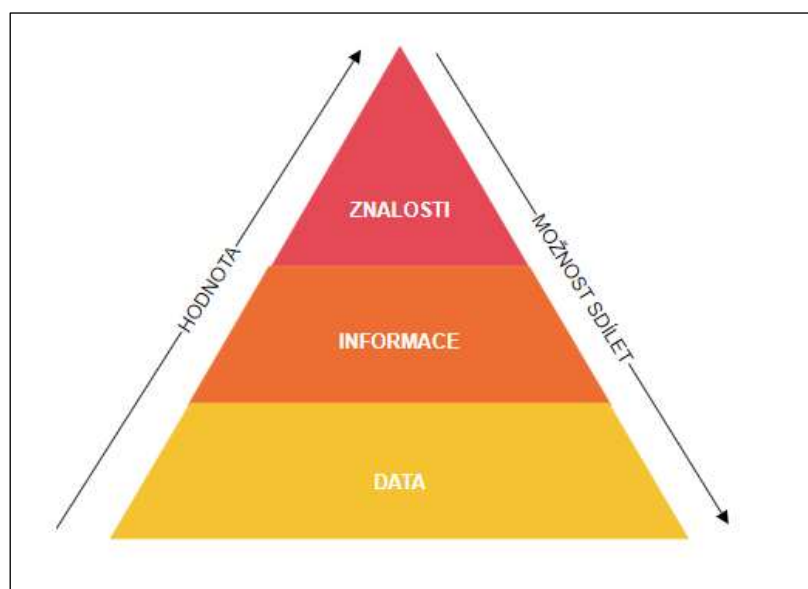 ZNALOSTI
HODNOTA
MOŽNOST SDÍLET
INFORMACE
DATA